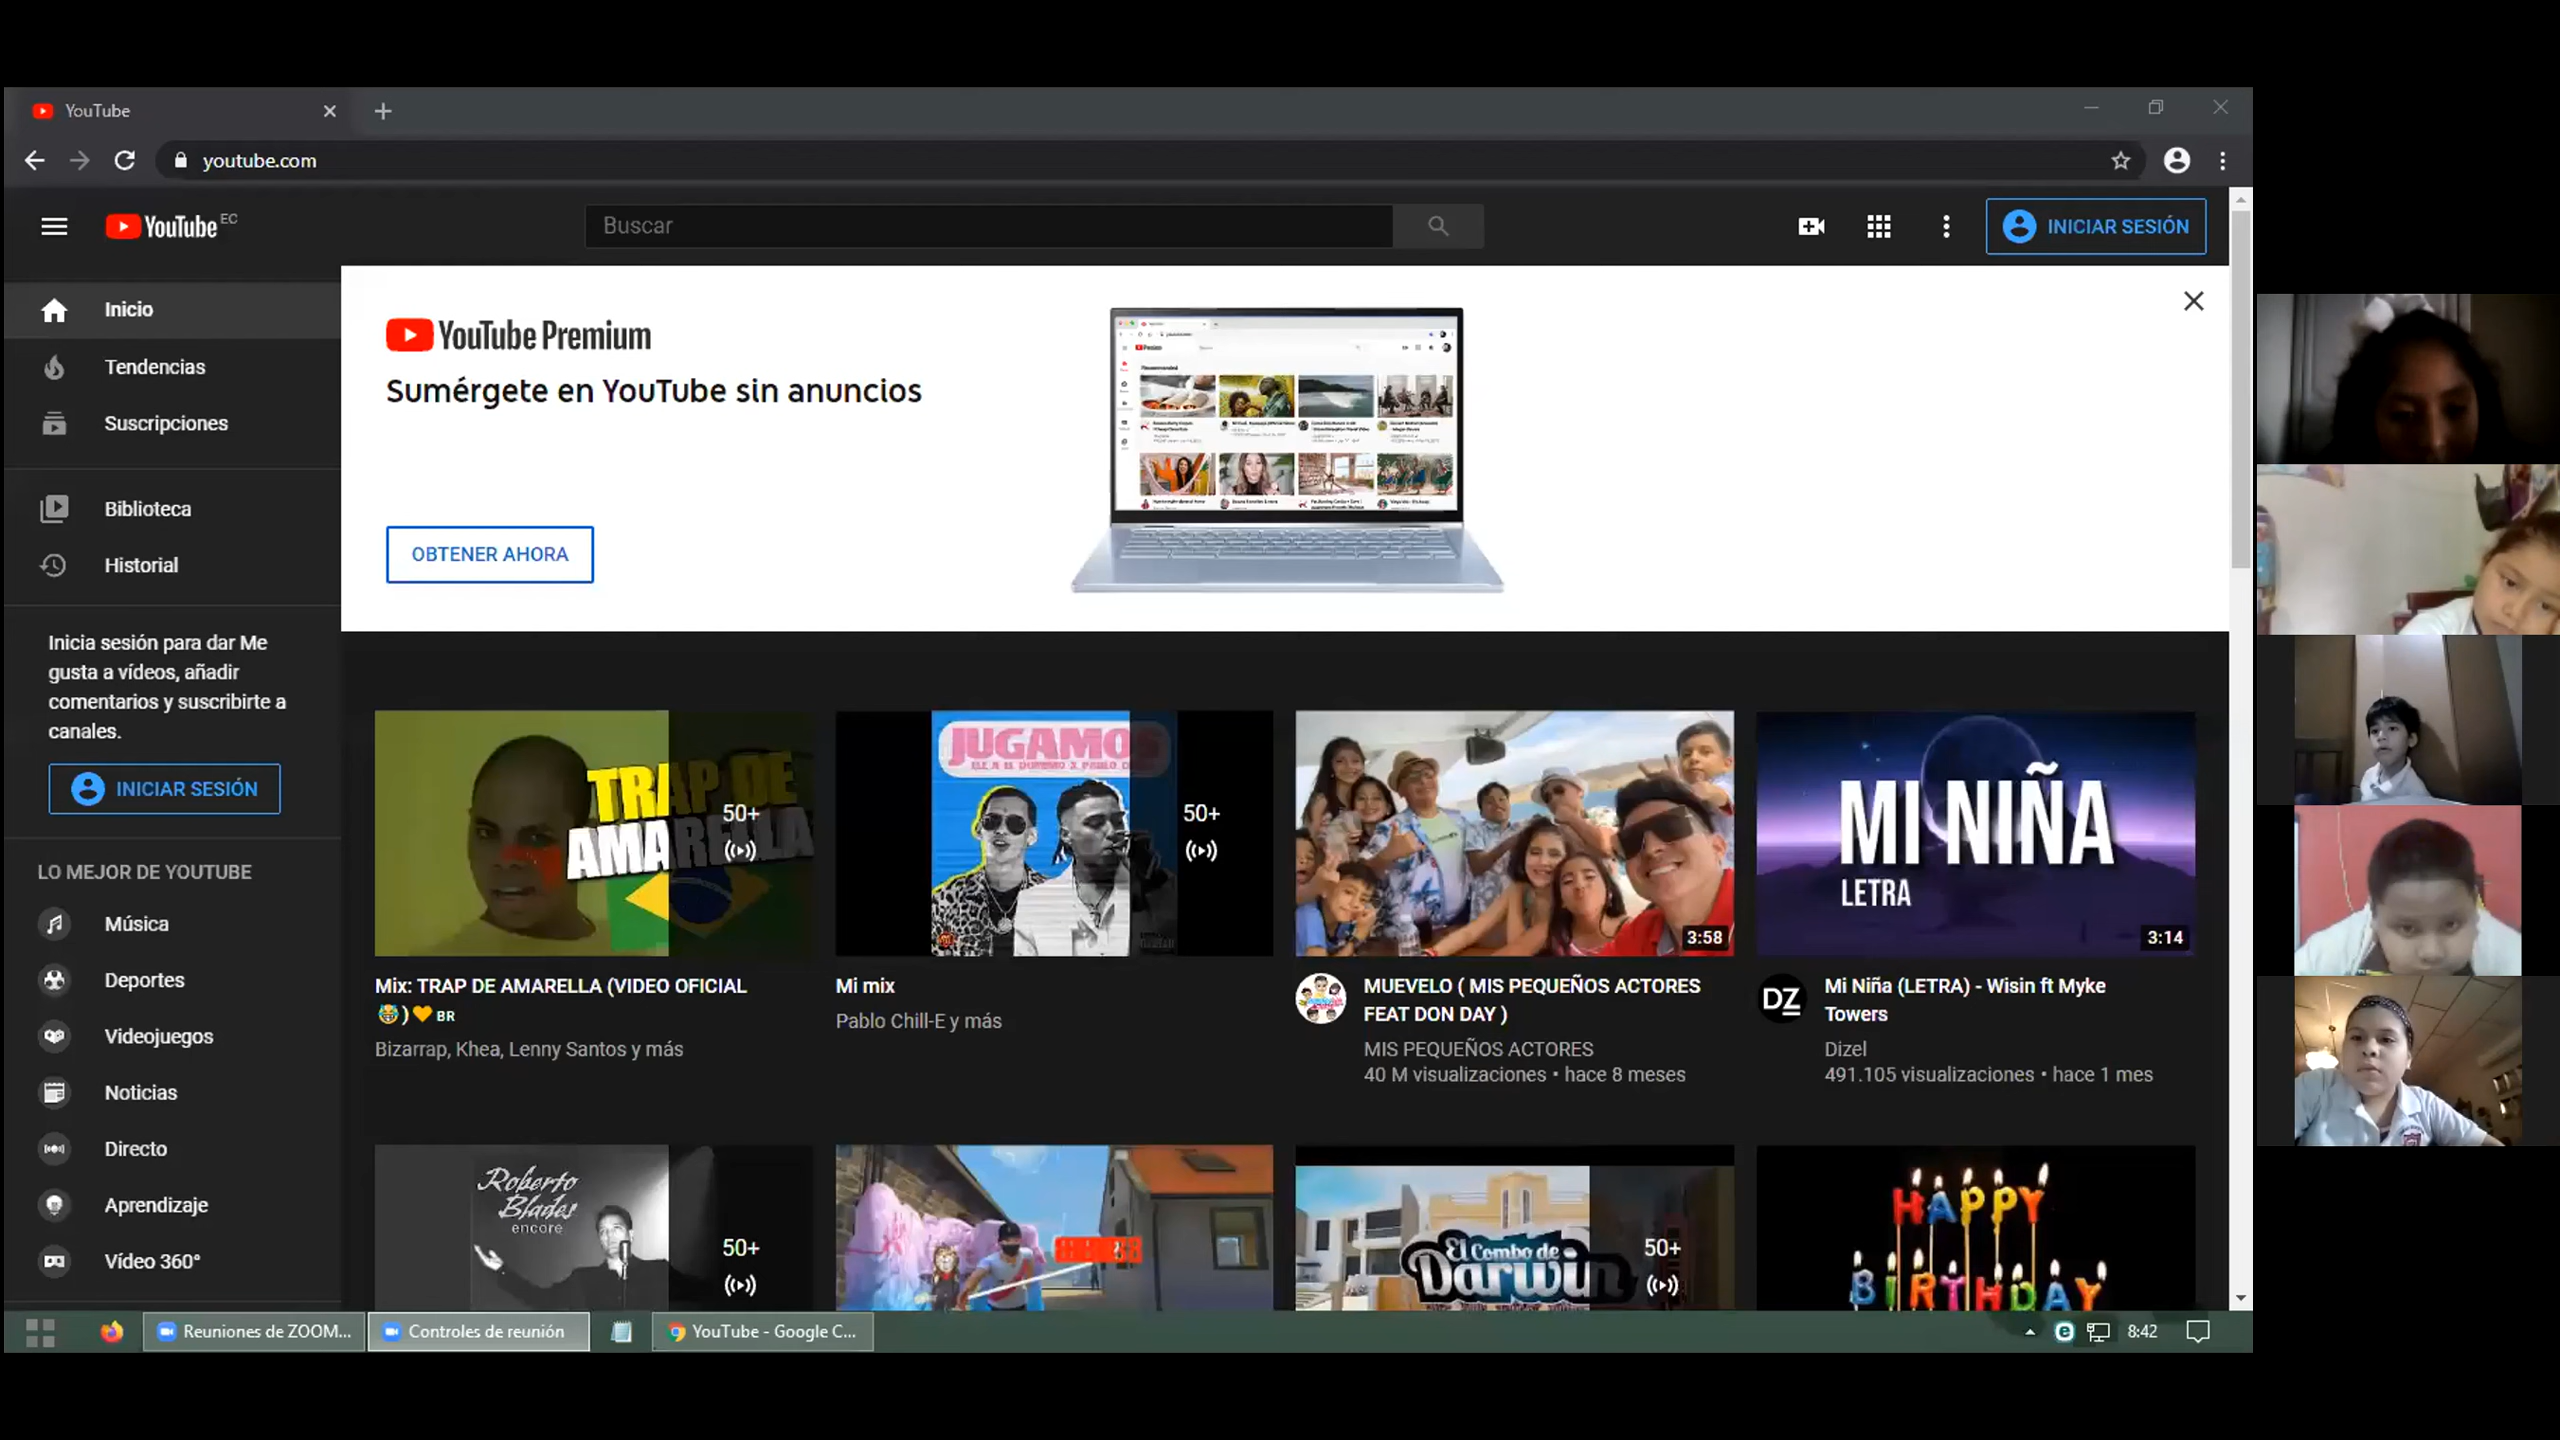 YouTube
youtube.com
YouTube EC
Buscar
INICIAR SESIÓN
Inicio
Tendencias
Suscripciones
Biblioteca
Historial
Inicia sesión para dar Me
gusta a vídeos, añadir
comentarios y suscribirte a
canales.
INICIAR SESIÓN
LO MEJOR DE YOUTUBE
Música
Deportes
Videojuegos
Noticias
Directo
Aprendizaje
Vídeo 360°
YouTube Premium
Sumérgete en YouTube sin anuncios
OBTENER AHORA
TRAP DE
AMARELLA
50+
Mix: TRAP DE AMARELLA (VIDEO OFICIAL
😹)💛 BR
Bizarrap, Khea, Lenny Santos y más
JUGAMOS
50+
Mi mix
Pablo Chill-E y más
3:58
MUEVELO ( MIS PEQUEÑOS ACTORES
FEAT DON DAY )
MIS PEQUEÑOS ACTORES
40 M visualizaciones • hace 8 meses
MI NIÑA
LETRA
3:14
DZ
Mi Niña (LETRA) - Wisin ft Myke
Towers
Dizel
491.105 visualizaciones • hace 1 mes
Roberto
Blades
encore
50+
El Combo de
Darwin
50+
HAPPY
BIRTHDAY
Reuniones de ZOOM...
Controles de reunión
YouTube - Google C...
8:42